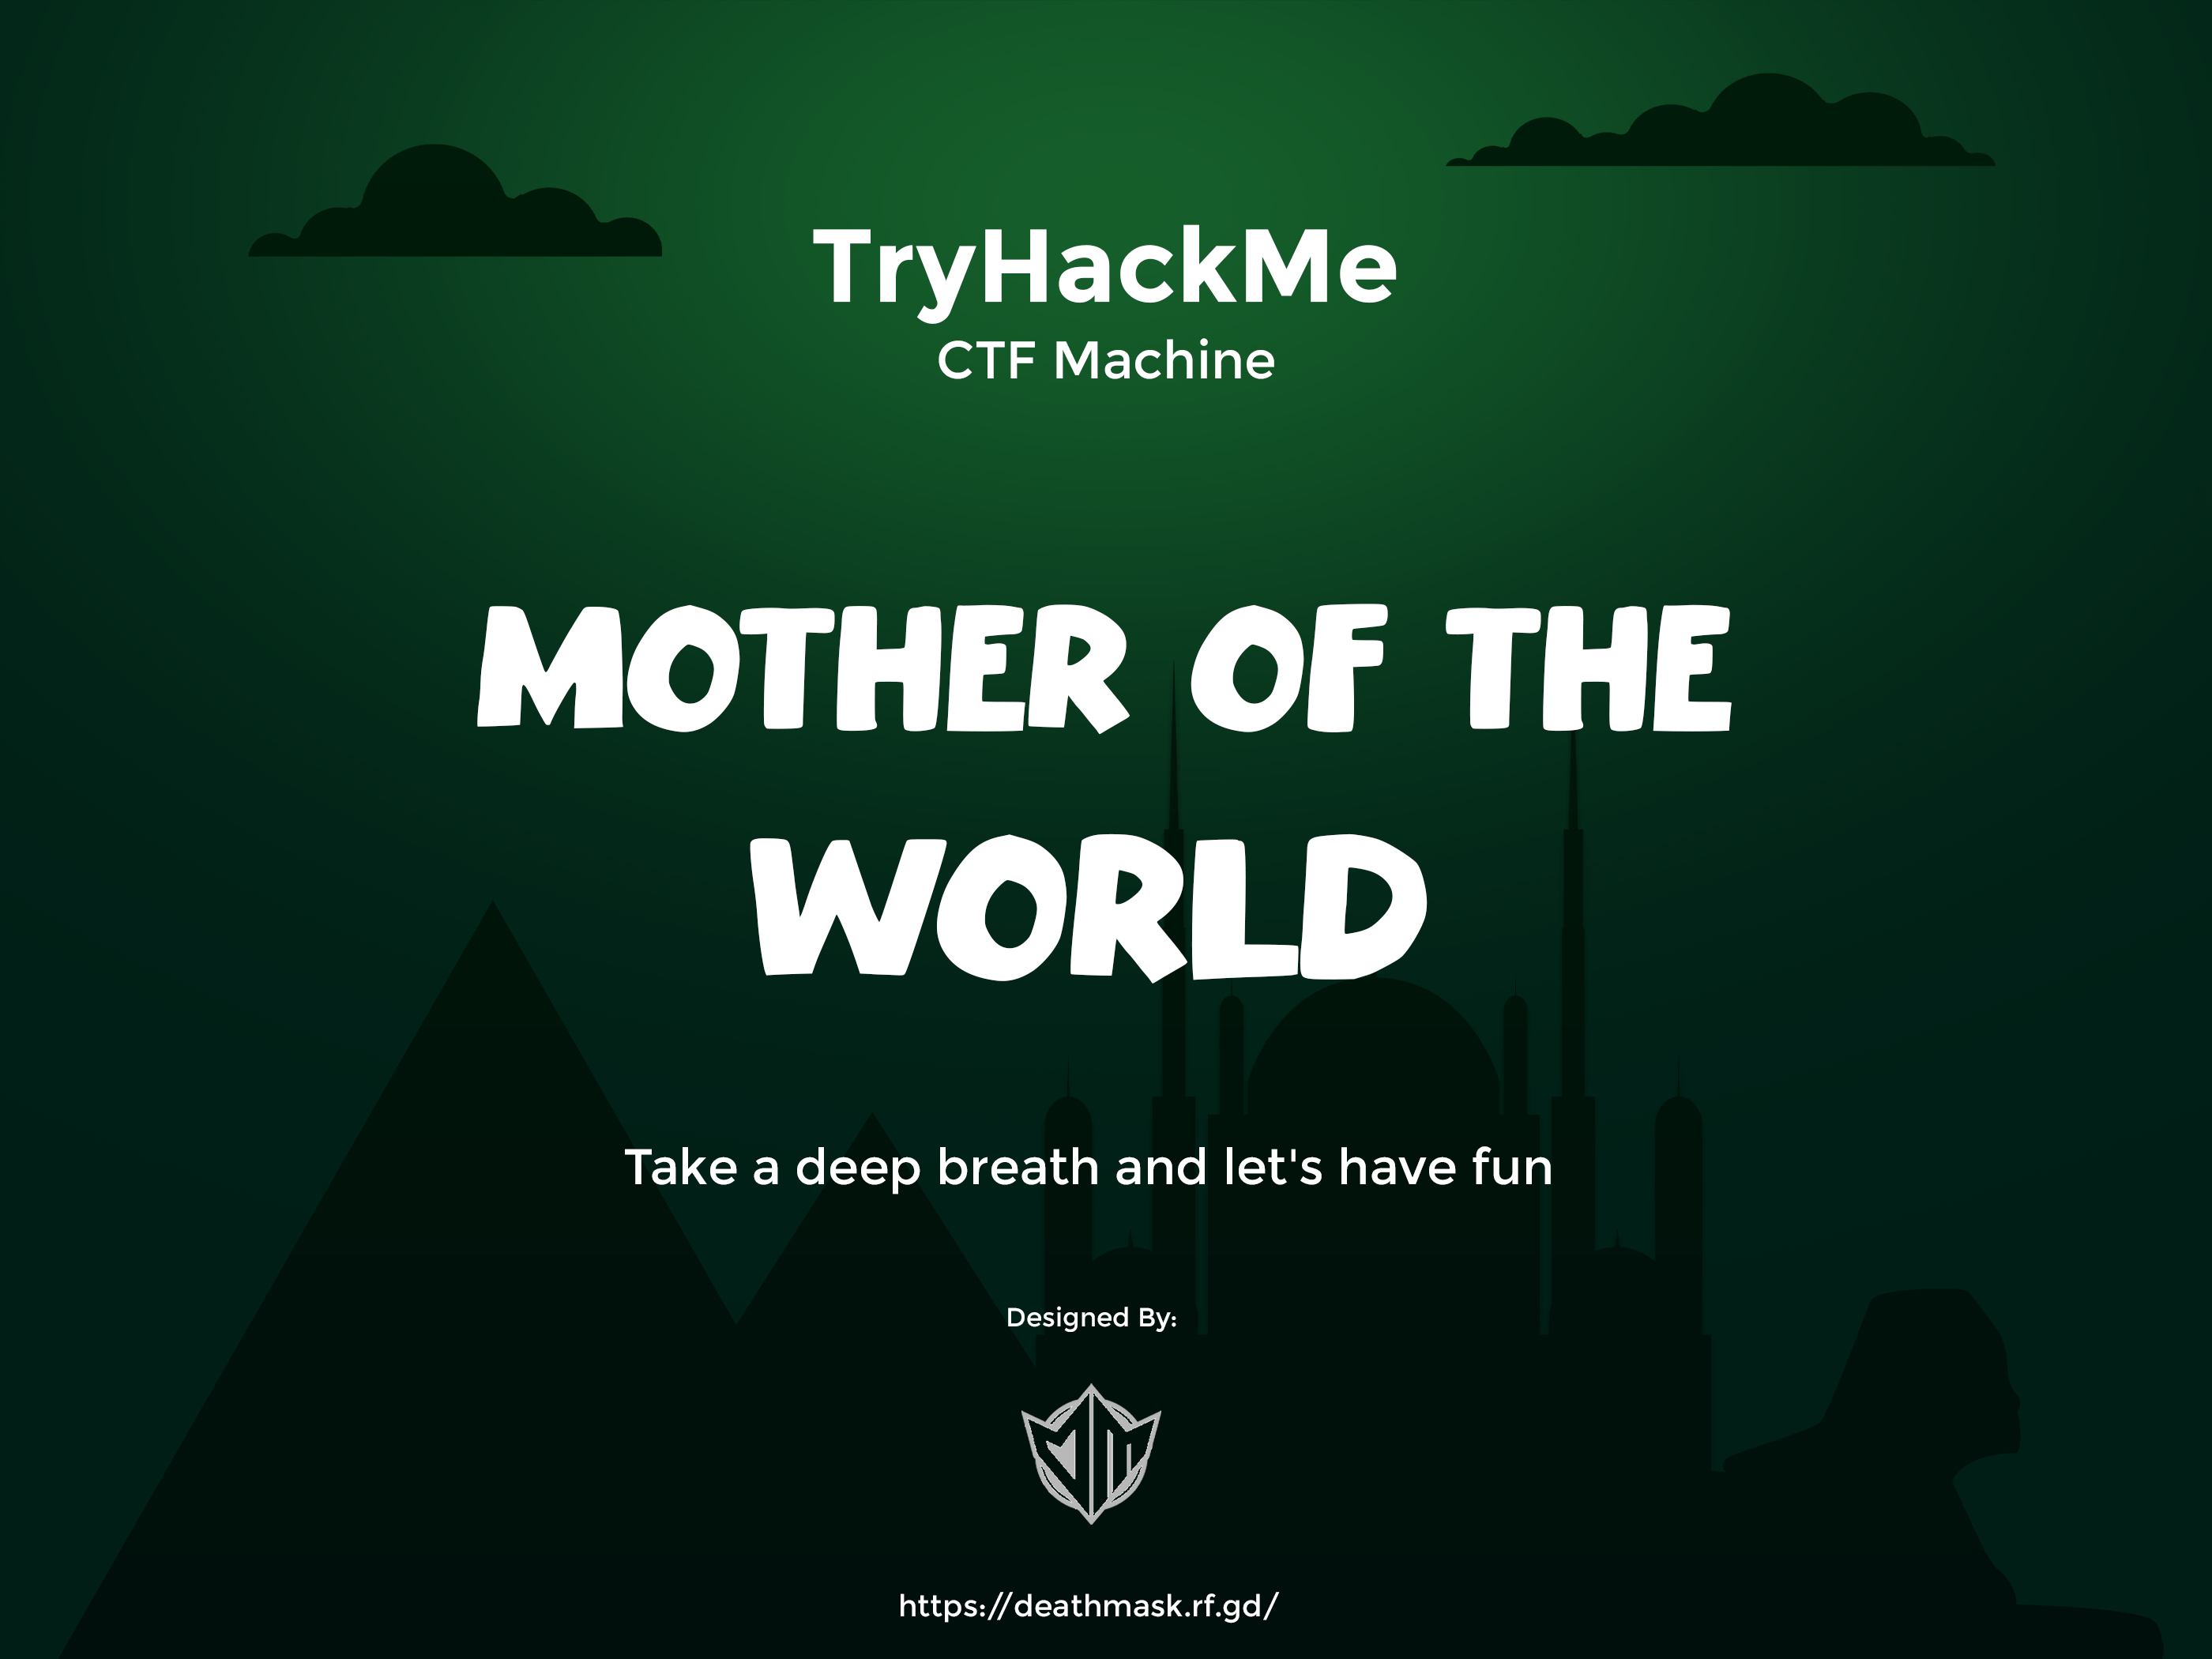 TryHackMe
CTF Machine
MOTHER OF THE
WORLD
Take a deep breath and let's have fun
Designed By:
https://deathmask.rf.gd/